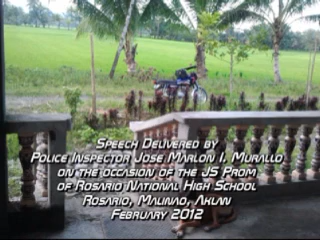 Speech Delivered by
Police Inspector Jose Marlon I. Murallo
on the occasion of the JS Prom
of Rosario National High School
Rosario, Malinao, Aklan
February 2012